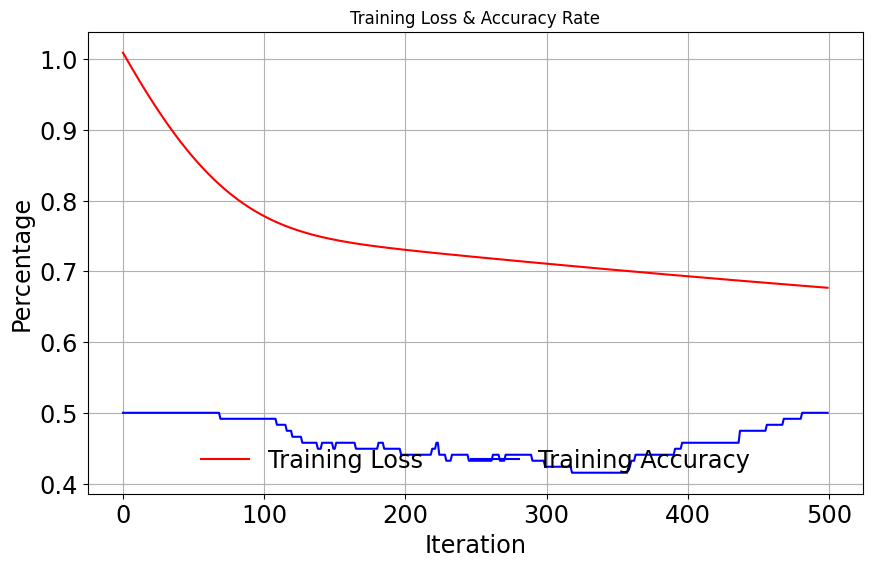 Training Loss & Accuracy Rate
1.0
0.9
0.8
0.7
0.6
0.5
0.4
Percentage
Training Loss
Training Accuracy
0 100 200 300 400 500
Iteration